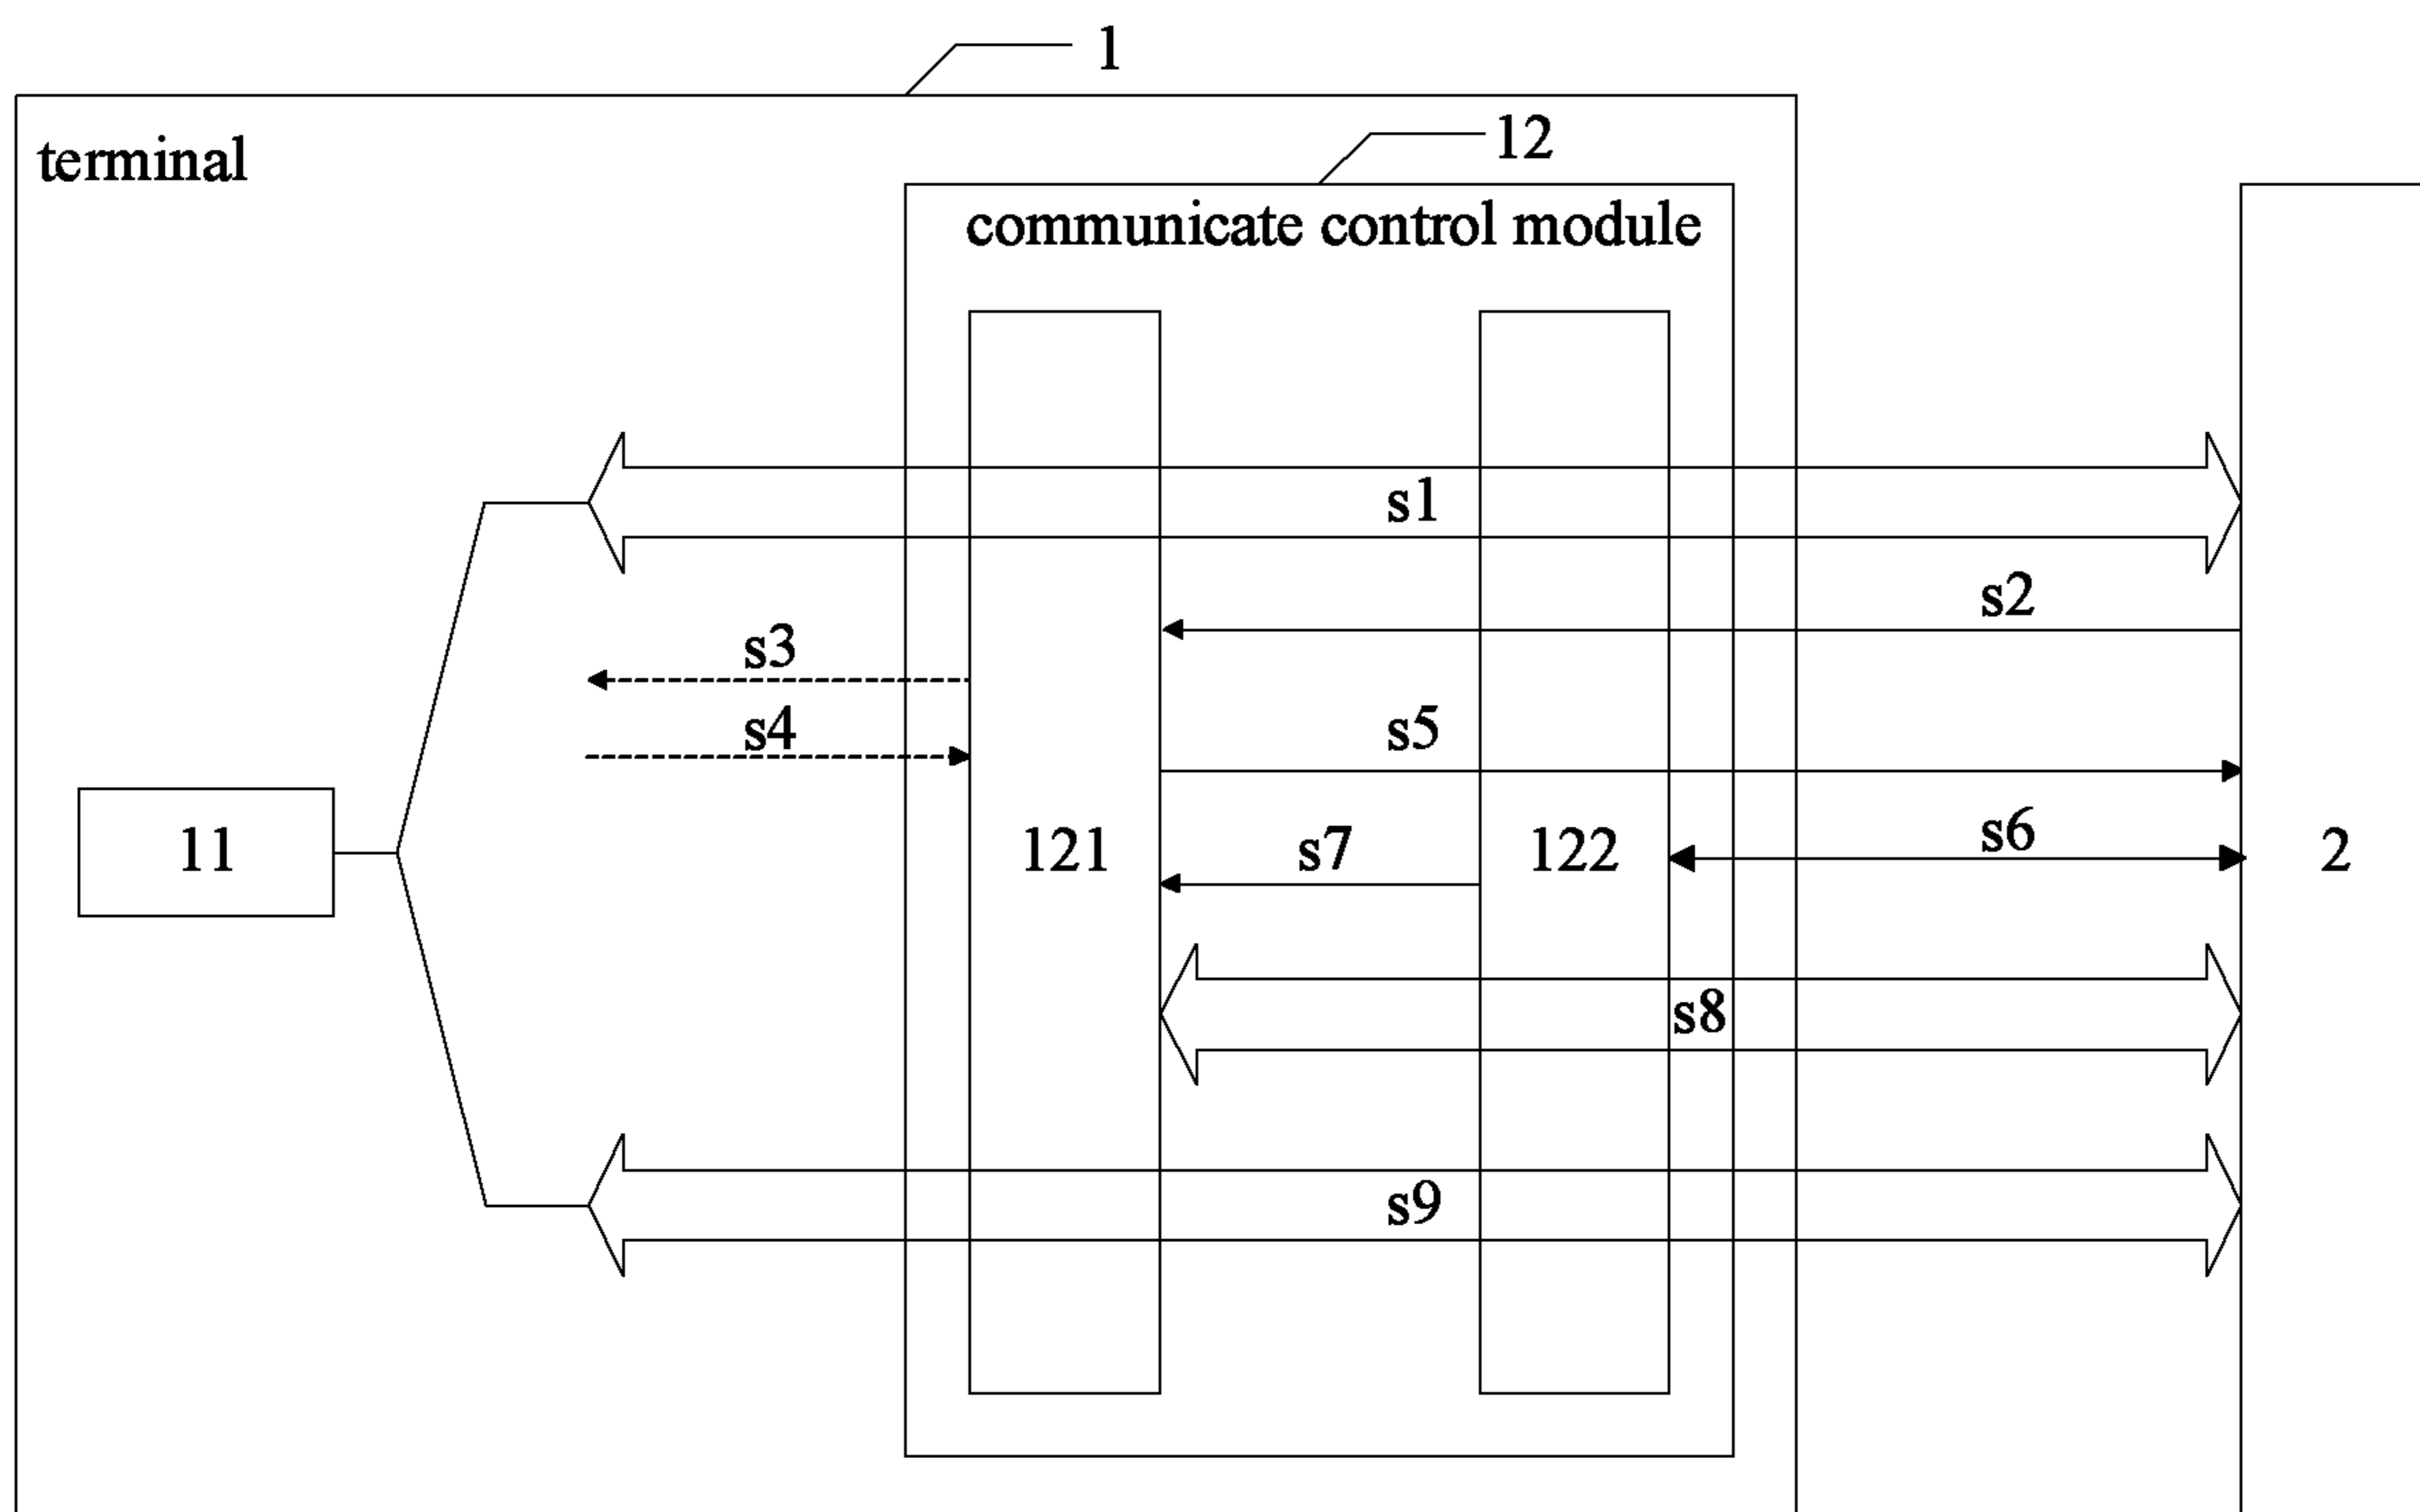 1
terminal
12
communicate control module
s1
s2
s3
s4
s5
11
121
s7
122
s6
2
s8
s9